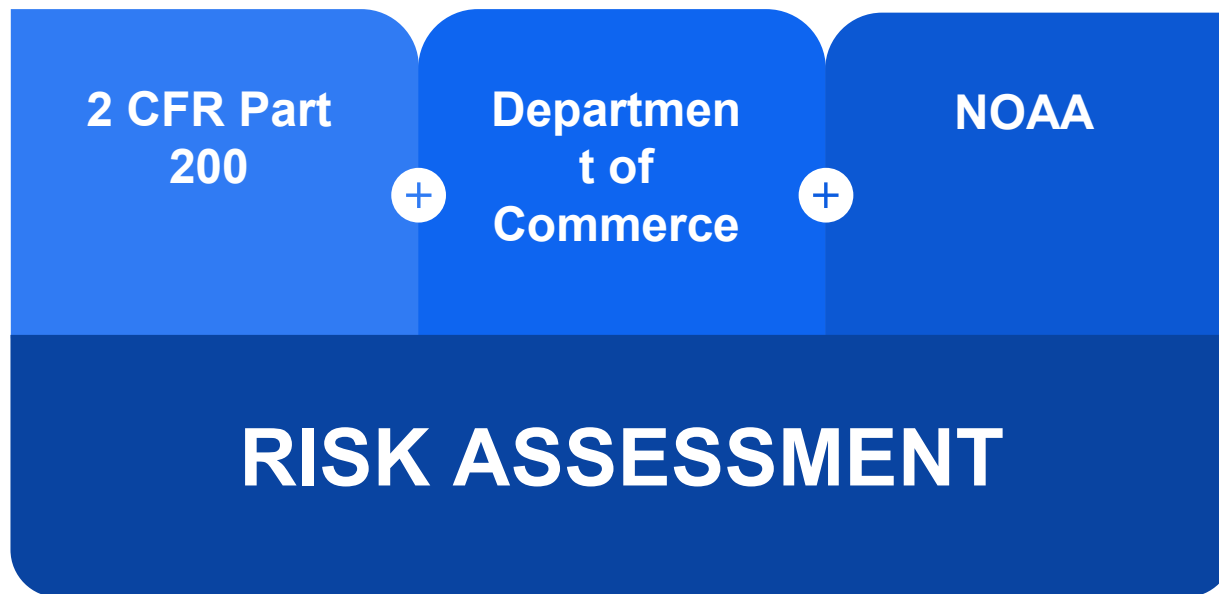 2 CFR Part
200
Departmen
t of
Commerce
NOAA
+
+
RISK ASSESSMENT